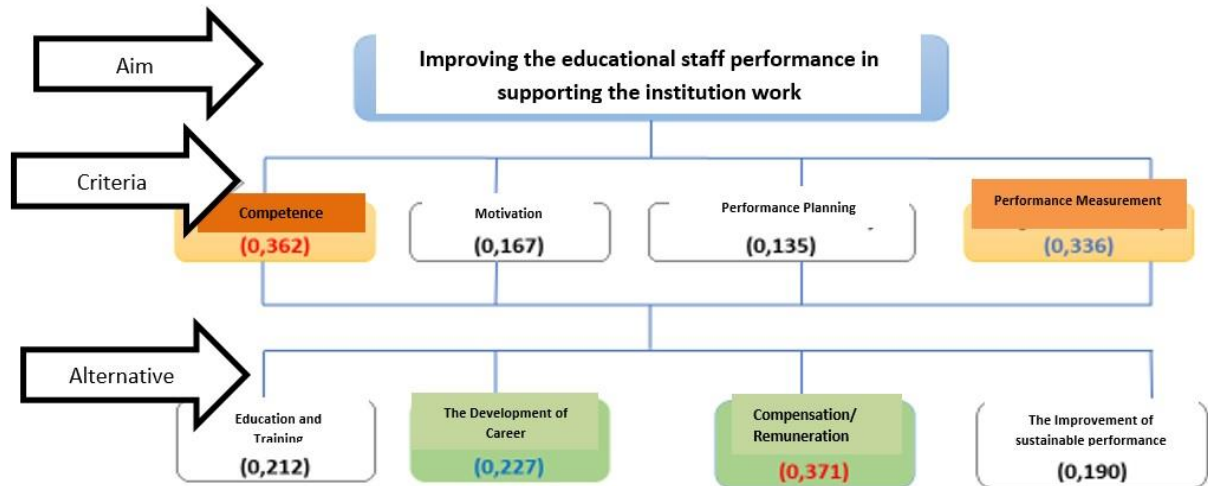 Aim
Improving the educational staff performance in
supporting the institution work
Criteria
Competence
(0,362)
Motivation
(0,167)
Performance Planning
(0,135)
Performance Measurement
(0,336)
Alternative
Education and
Training
(0,212)
The Development of
Career
(0,227)
Compensation/
Remuneration
(0,371)
The Improvement of
sustainable performance
(0,190)